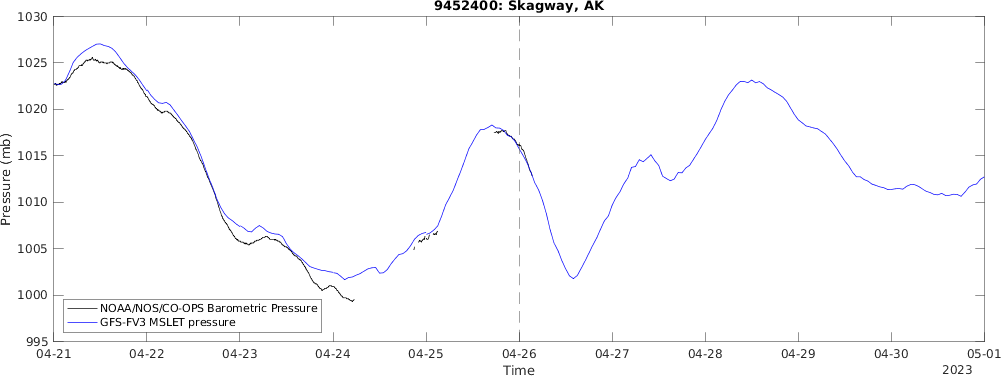 9452400: Skagway, AK
1030
1025
1020
1015
1010
1005
1000
995
Pressure (mb)
NOAA/NOS/CO-OPS Barometric Pressure
GFS-FV3 MSLET pressure
04-21 04-22 04-23 04-24 04-25 04-26 04-27 04-28 04-29 04-30 05-01
Time
2023